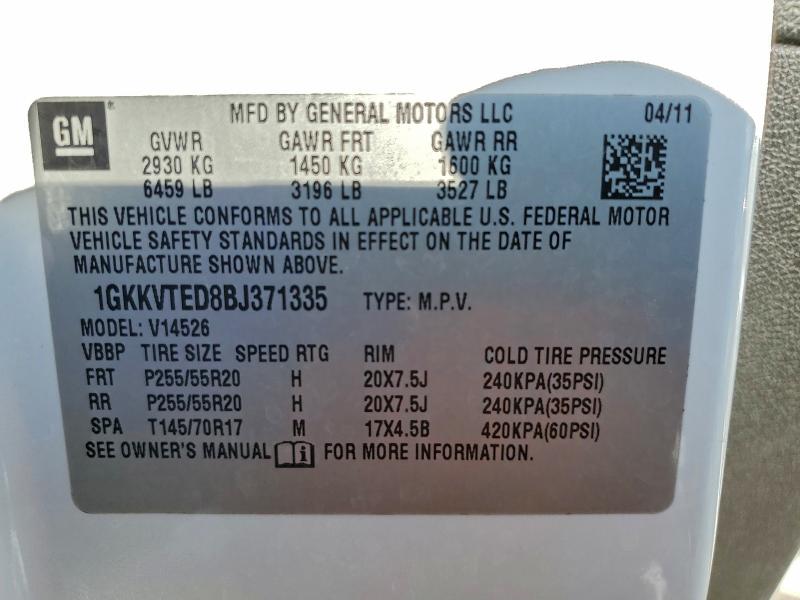 GM
MFD BY GENERAL MOTORS LLC 04/11
GVWR GAWR FRT GAWR RR
2930 KG 1450 KG 1600 KG
6459 LB 3196 LB 3527 LB
THIS VEHICLE CONFORMS TO ALL APPLICABLE U.S. FEDERAL MOTOR
VEHICLE SAFETY STANDARDS IN EFFECT ON THE DATE OF
MANUFACTURE SHOWN ABOVE.
1GKKVTED8BJ371335 TYPE: M.P.V.
MODEL: V14526
VBBP TIRE SIZE SPEED RTG RIM COLD TIRE PRESSURE
FRT P255/55R20 H 20X7.5J 240KPA(35PSI)
RR P255/55R20 H 20X7.5J 240KPA(35PSI)
SPA T145/70R17 M 17X4.5B 420KPA(60PSI)
SEE OWNER'S MANUAL i FOR MORE INFORMATION.